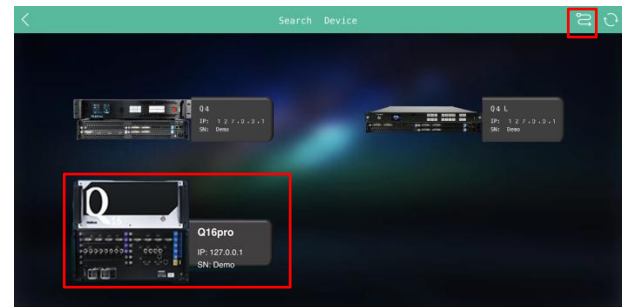 Search Device
Q4
IP: 127.0.0.1
SN: Demo
Q4 L
IP: 127.0.0.1
SN: Demo
Q
Q16pro
IP: 127.0.0.1
SN: Demo